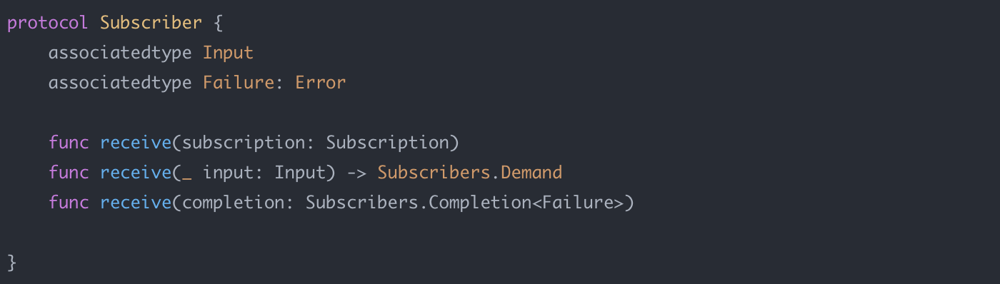 protocol Subscriber {
    associatedtype Input
    associatedtype Failure: Error

    func receive(subscription: Subscription)
    func receive(_ input: Input) -> Subscribers.Demand
    func receive(completion: Subscribers.Completion<Failure>)

}